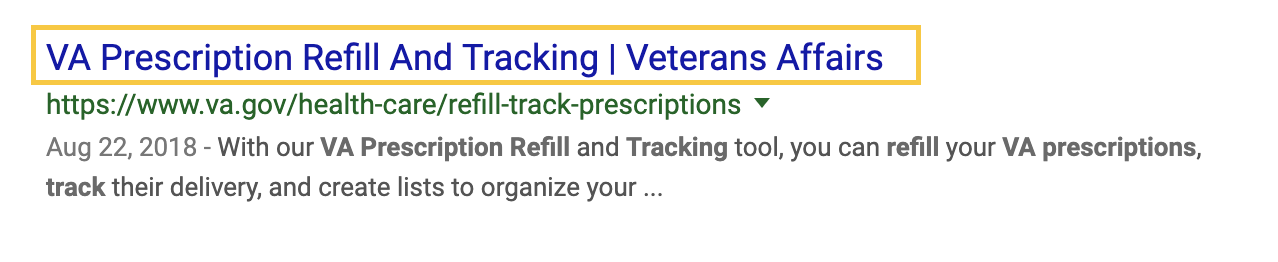 VA Prescription Refill And Tracking | Veterans Affairs
https://www.va.gov/health-care/refill-track-prescriptions
Aug 22, 2018 - With our VA Prescription Refill and Tracking tool, you can refill your VA prescriptions,
track their delivery, and create lists to organize your ...